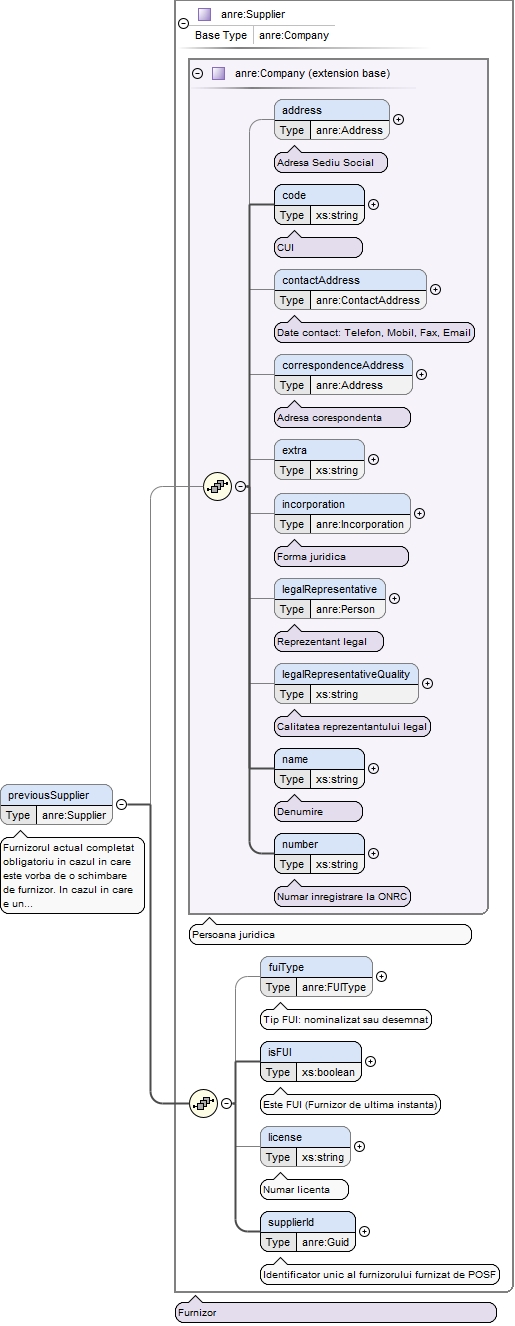 anre:Supplier
Base Type anre:Company
anre:Company (extension base)
address
Type anre:Address
Adresa Sediu Social
code
Type xs:string
CUI
contactAddress
Type anre:ContactAddress
Date contact: Telefon, Mobil, Fax, Email
correspondenceAddress
Type anre:Address
Adresa corespondenta
extra
Type xs:string
incorporation
Type anre:Incorporation
Forma juridica
legalRepresentative
Type anre:Person
Reprezentant legal
legalRepresentativeQuality
Type xs:string
Calitatea reprezentantului legal
name
Type xs:string
Denumire
number
Type xs:string
Numar inregistrare la ONRC
Persoana juridica
previousSupplier
Type anre:Supplier
Furnizorul actual completat
obligatoriu in cazul in care
este vorba de o schimbare
de furnizor. In cazul in care
e un...
fuiType
Type anre:FUIType
Tip FUI: nominalizat sau desemnat
isFUI
Type xs:boolean
Este FUI (Furnizor de ultima instanta)
license
Type xs:string
Numar licenta
supplierId
Type anre:Guid
Identificator unic al furnizorului furnizat de POSF
Furnizor